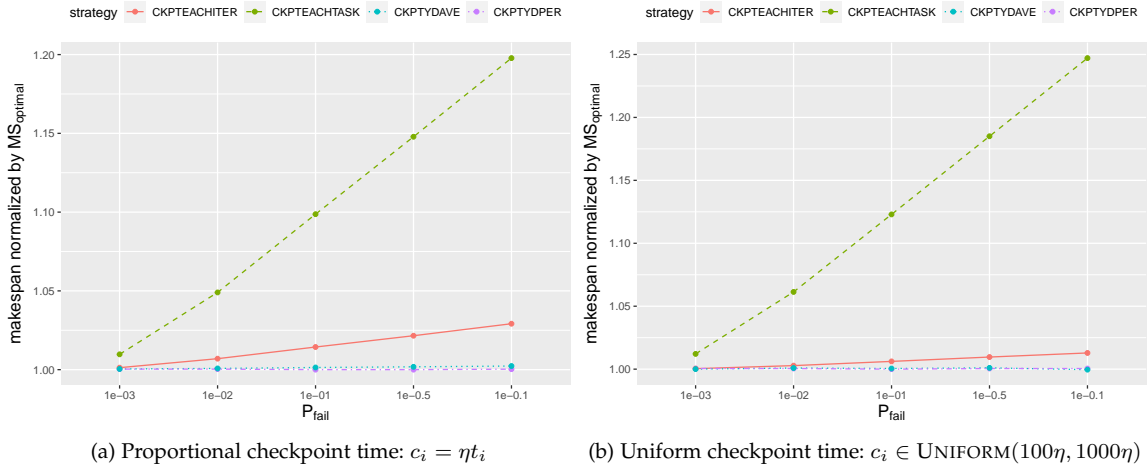 strategy CKPTEACHITER CKPTEACHTASK CKPTYDAVE CKPTYDPER
1.20
1.15
1.10
1.05
1.00
makespan normalized by MSoptimal
1e−03 1e−02 1e−01 1e−0.5 1e−0.1
Pfail
(a) Proportional checkpoint time: cᵢ = ηtᵢ
strategy CKPTEACHITER CKPTEACHTASK CKPTYDAVE CKPTYDPER
1.25
1.20
1.15
1.10
1.05
1.00
makespan normalized by MSoptimal
1e−03 1e−02 1e−01 1e−0.5 1e−0.1
Pfail
(b) Uniform checkpoint time: cᵢ ∈ UNIFORM(100η, 1000η)